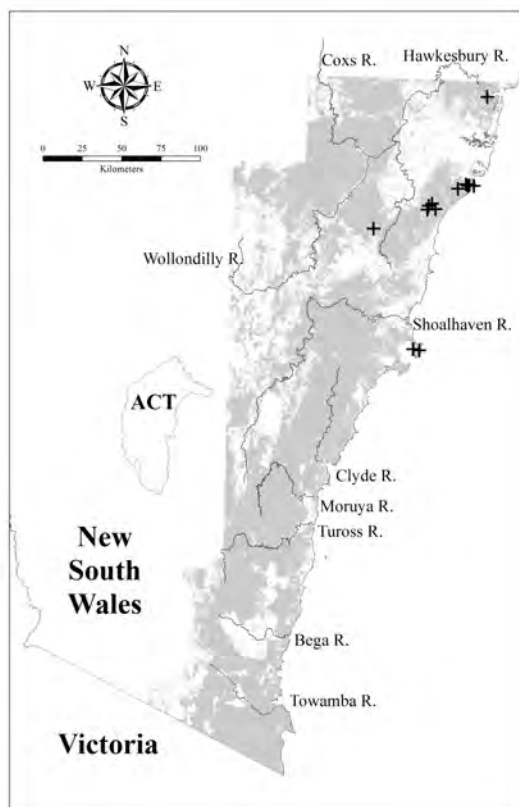 Coxs R.
Hawkesbury R.
N
W E
S
0 25 50 100
Kilometers
Wollondilly R.
Shoalhaven R.
ACT
Clyde R.
Moruya R.
Tuross R.
New
South
Wales
Bega R.
Towamba R.
Victoria